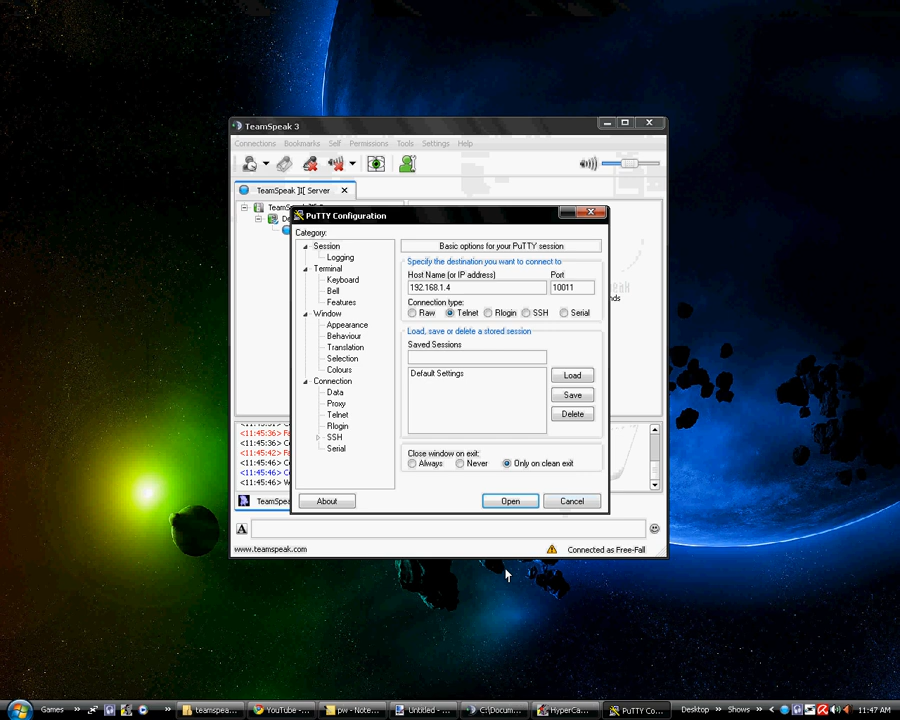 TeamSpeak 3
Connections Bookmarks Self Permissions Tools Settings Help
TeamSpeak ]I[ Server
PuTTY Configuration
Category:
Session
Logging
Terminal
Keyboard
Bell
Features
Window
Appearance
Behaviour
Translation
Selection
Colours
Connection
Data
Proxy
Telnet
Rlogin
SSH
Serial
Basic options for your PuTTY session
Specify the destination you want to connect to
Host Name (or IP address) Port
192.168.1.4 10011
Connection type:
Raw Telnet Rlogin SSH Serial
Load, save or delete a stored session
Saved Sessions
Default Settings
Load
Save
Delete
Close window on exit:
Always Never Only on clean exit
About Open Cancel
<11:45:36> F
<11:45:36> C
<11:45:42> F
<11:45:46> C
<11:45:46> C
<11:45:46> W
TeamSp
A
www.teamspeak.com Connected as Free-Fall
Games » » teamspea... YouTube -... pw - Note... Untitled - ... C:\Docum... HyperCa... PuTTY Co... Desktop » Shows » 11:47 AM